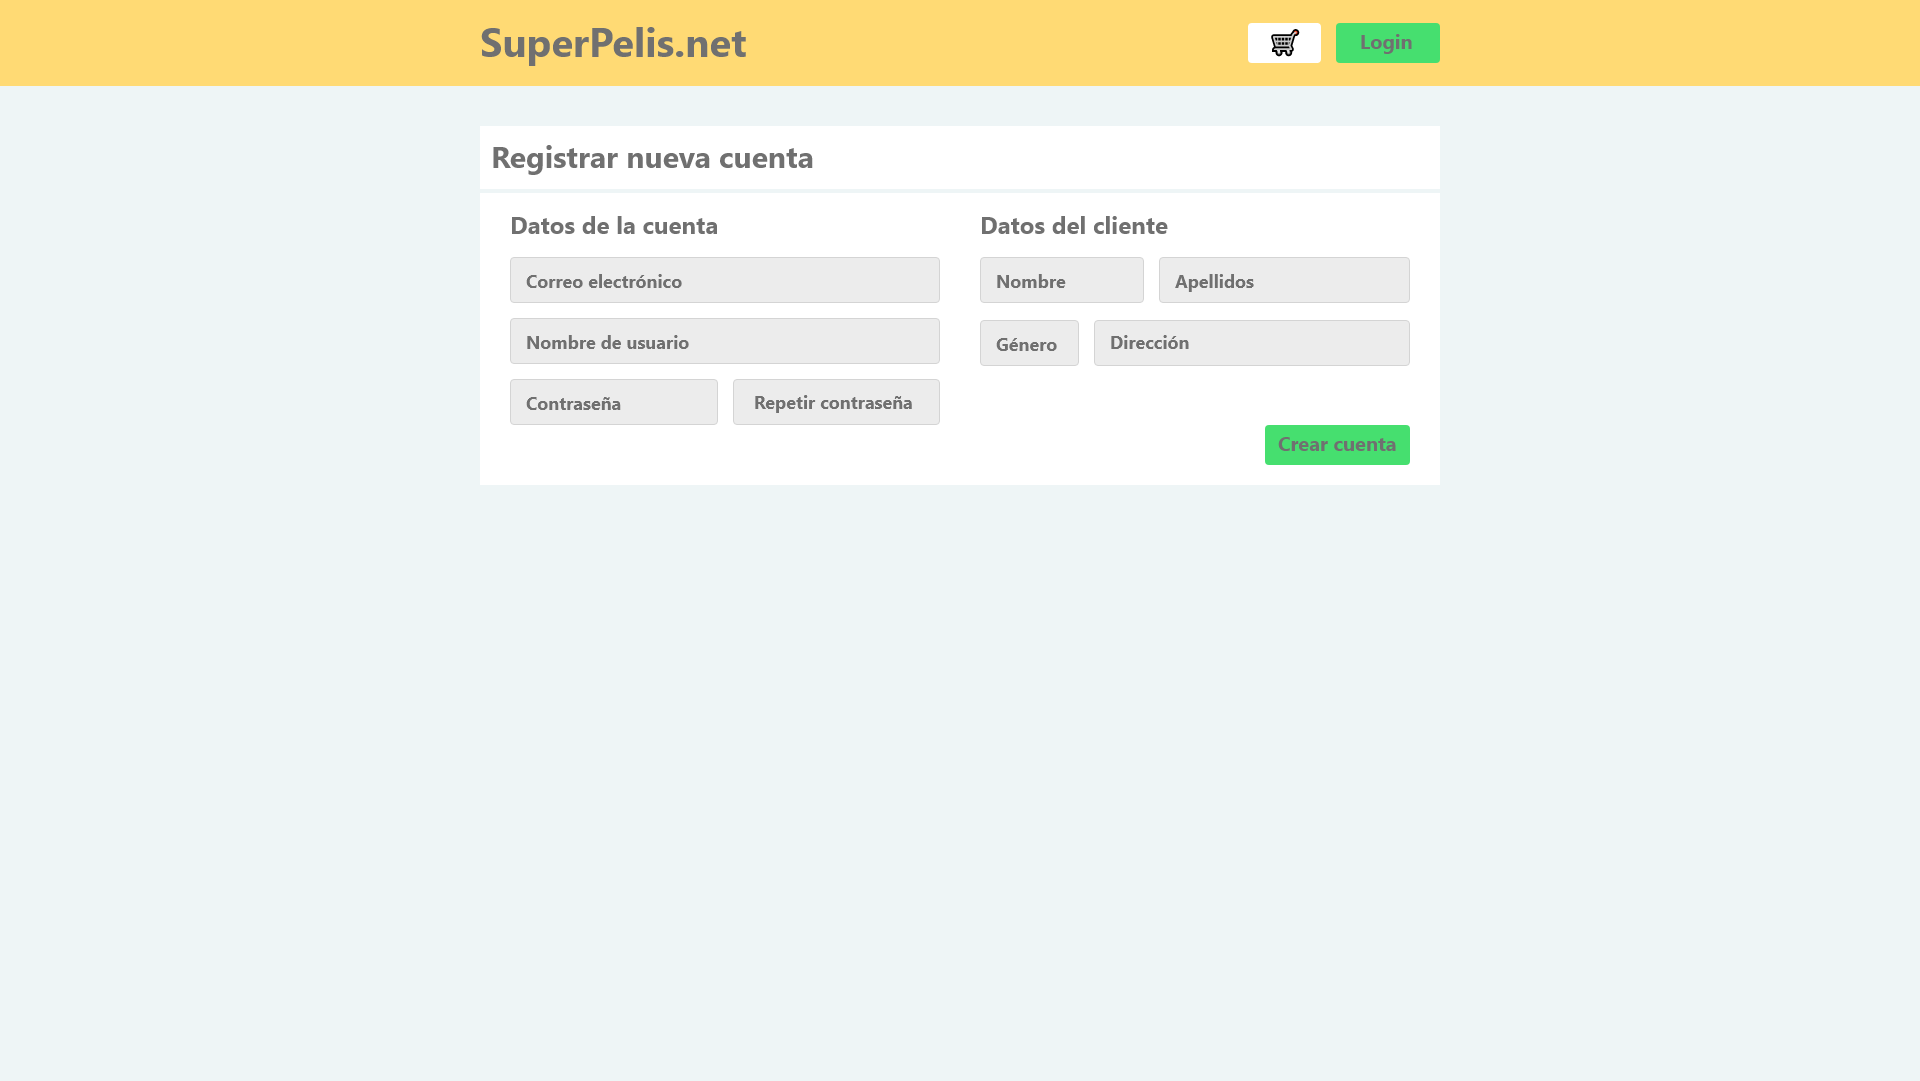 SuperPelis.net
Login
Registrar nueva cuenta
Datos de la cuenta
Correo electrónico
Nombre de usuario
Contraseña
Repetir contraseña
Datos del cliente
Nombre
Apellidos
Género
Dirección
Crear cuenta